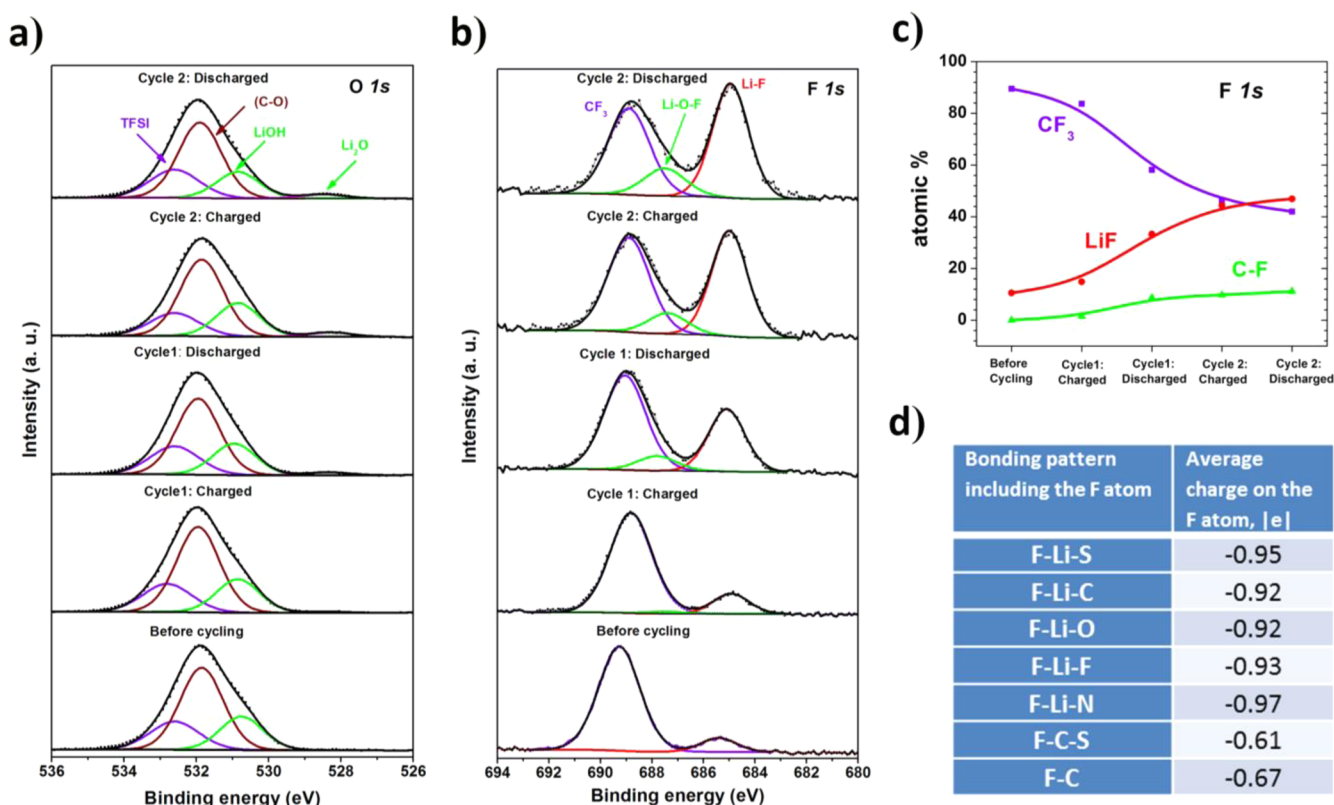 a)
Cycle 2: Discharged
O 1s
(C-O)
TFSI
LiOH
Li2O
Cycle 2: Charged
Cycle1: Discharged
Cycle1: Charged
Before cycling
Intensity (a. u.)
536 534 532 530 528 526
Binding energy (eV)
b)
Cycle 2: Discharged
F 1s
Li-F
CF3
Li-O-F
Cycle 2: Charged
Cycle 1: Discharged
Cycle 1: Charged
Before cycling
Intensity (a. u.)
694 692 690 688 686 684 682 680
Binding energy (eV)
c)
100
80
60
40
20
0
atomic %
F 1s
CF3
LiF
C-F
Before
Cycling
Cycle1:
Charged
Cycle1:
Discharged
Cycle 2:
Charged
Cycle 2:
Discharged
d)
Bonding pattern
including the F atom
Average
charge on the
F atom, |e|
F-Li-S -0.95
F-Li-C -0.92
F-Li-O -0.92
F-Li-F -0.93
F-Li-N -0.97
F-C-S -0.61
F-C -0.67